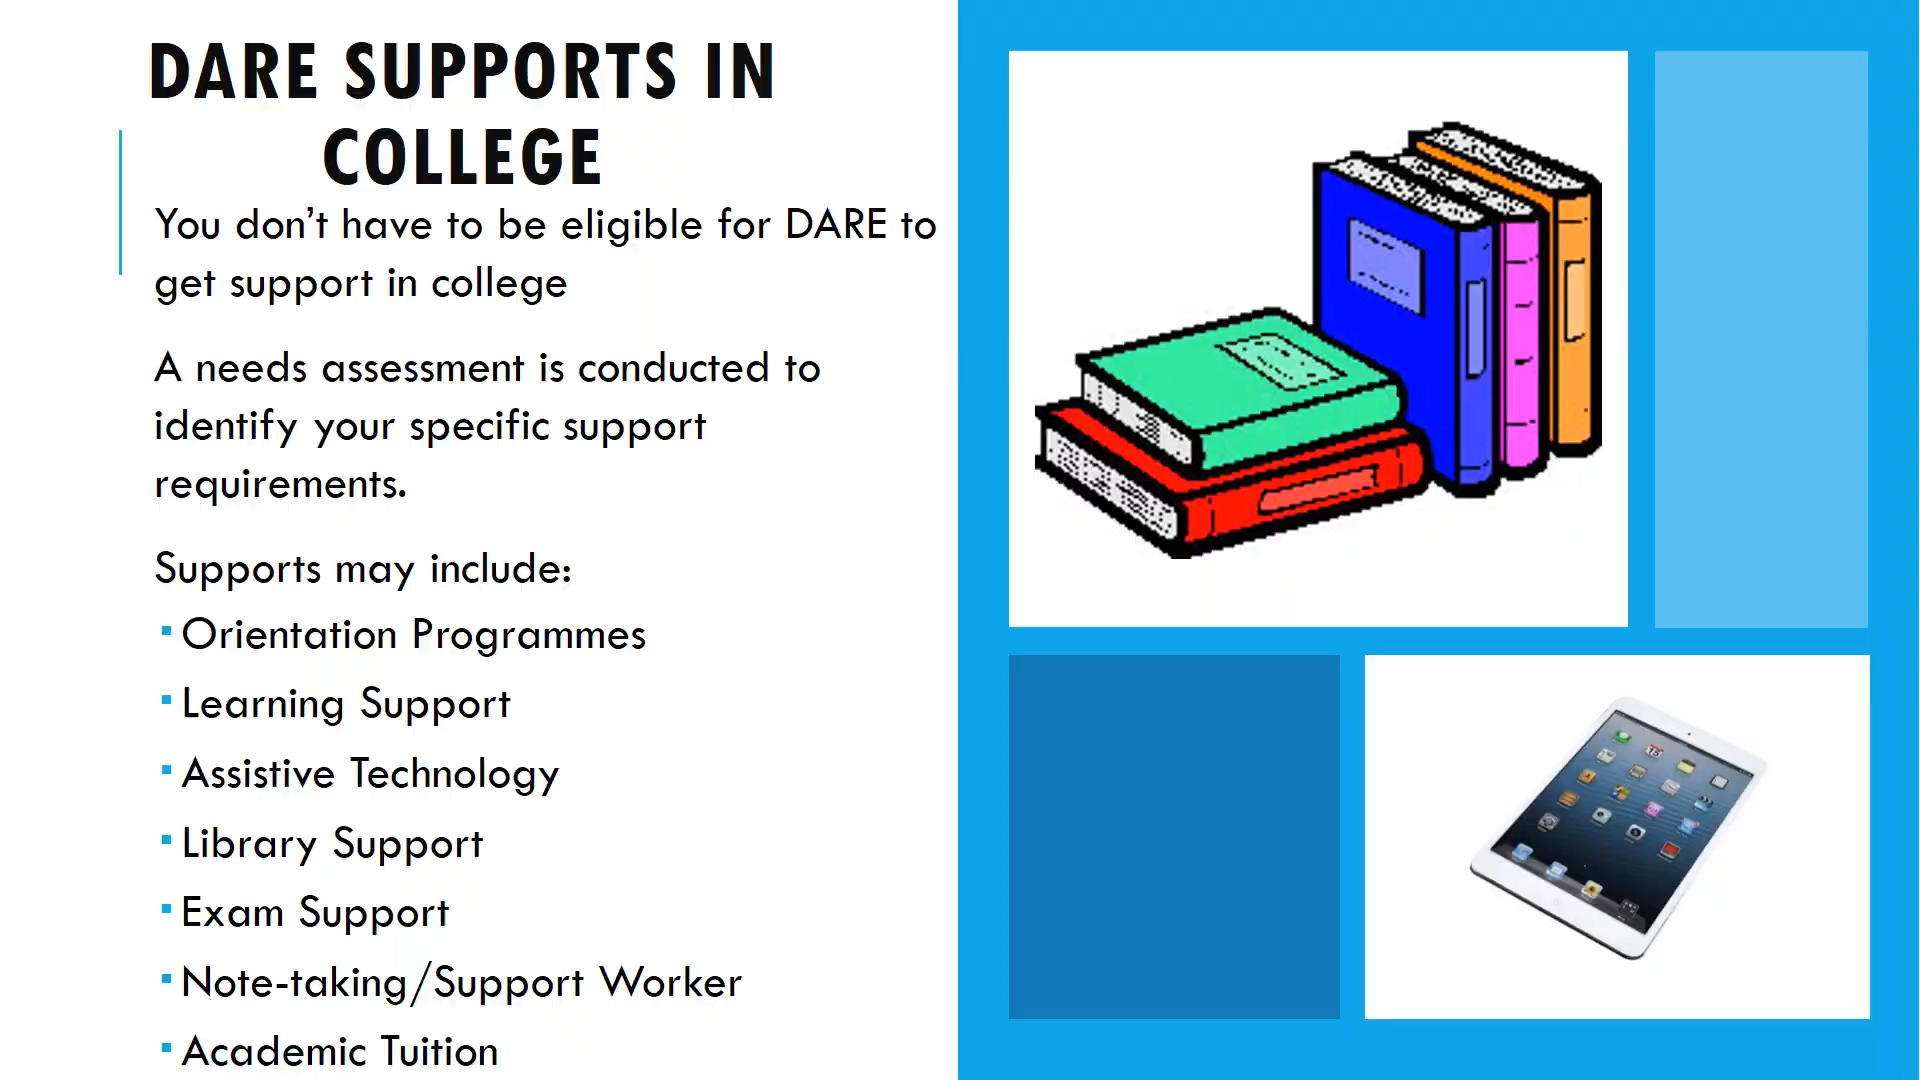 DARE SUPPORTS IN
COLLEGE
You don’t have to be eligible for DARE to
get support in college
A needs assessment is conducted to
identify your specific support
requirements.
Supports may include:
▪ Orientation Programmes
▪ Learning Support
▪ Assistive Technology
▪ Library Support
▪ Exam Support
▪ Note-taking/Support Worker
▪ Academic Tuition